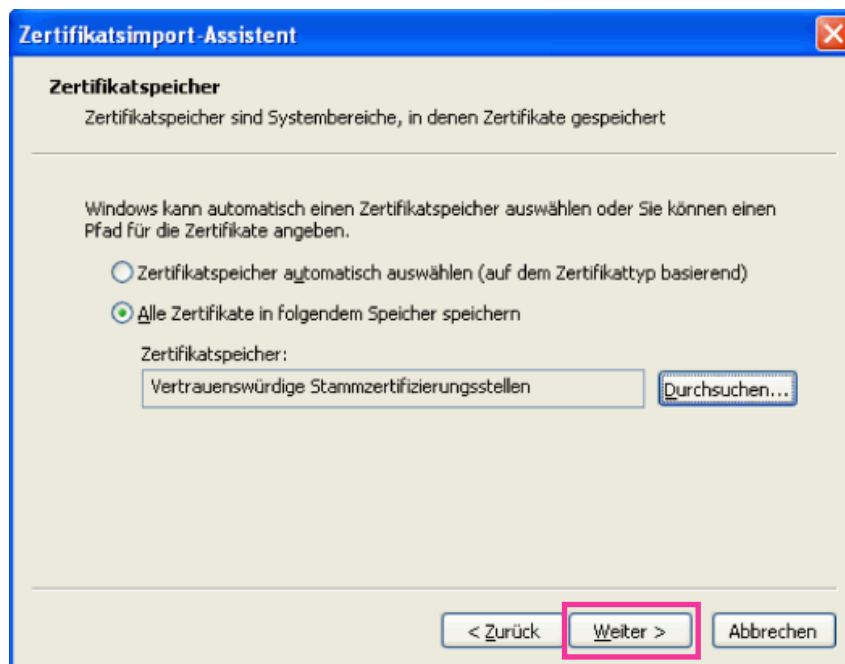 Zertifikatsimport-Assistent
Zertifikatspeicher
Zertifikatspeicher sind Systembereiche, in denen Zertifikate gespeichert
Windows kann automatisch einen Zertifikatspeicher auswählen oder Sie können einen
Pfad für die Zertifikate angeben.
Zertifikatspeicher automatisch auswählen (auf dem Zertifikattyp basierend)
Alle Zertifikate in folgendem Speicher speichern
Zertifikatspeicher:
Vertrauenswürdige Stammzertifizierungsstellen Durchsuchen...
< Zurück Weiter > Abbrechen